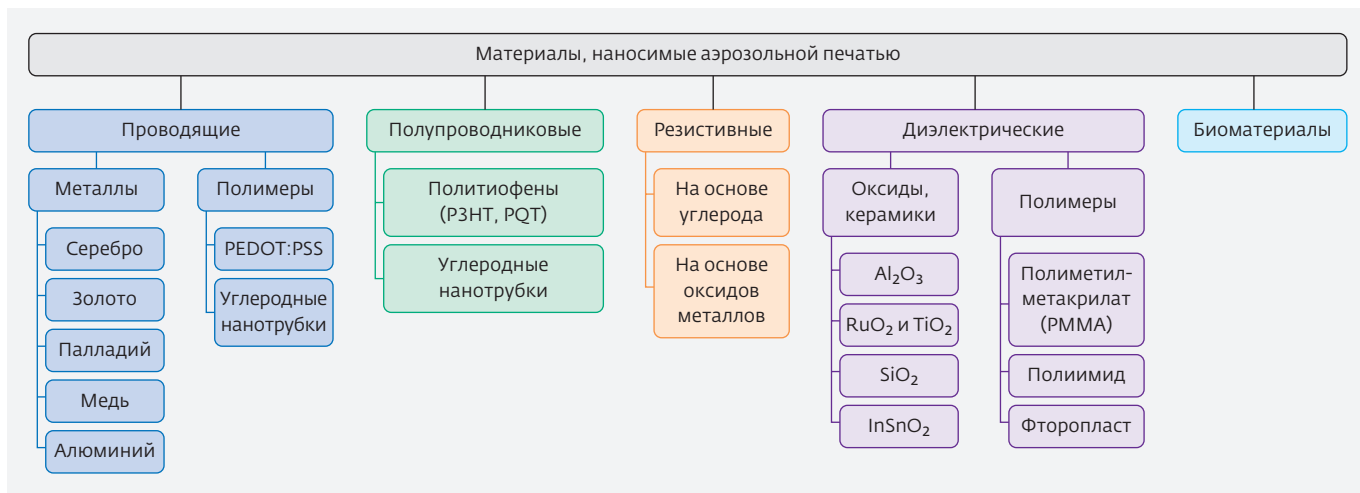 Материалы, наносимые аэрозольной печатью
Проводящие
Металлы
Серебро
Золото
Палладий
Медь
Алюминий
Полимеры
PEDOT:PSS
Углеродные
нанотрубки
Полупроводниковые
Политиофены
(P3HT, PQT)
Углеродные
нанотрубки
Резистивные
На основе
углерода
На основе
оксидов
металлов
Диэлектрические
Оксиды,
керамики
Al₂O₃
RuO₂ и TiO₂
SiO₂
InSnO₂
Полимеры
Полиметил-
метакрилат
(PMMA)
Полиимид
Фторопласт
Биоматериалы